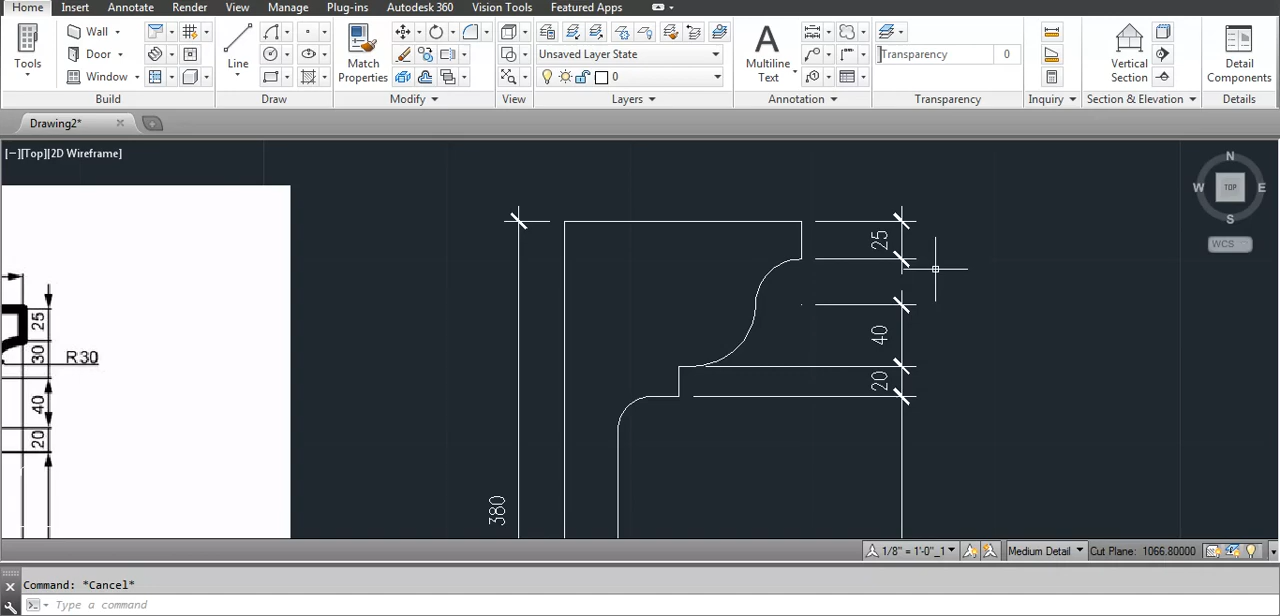 Home Insert Annotate Render View Manage Plug-ins Autodesk 360 Vision Tools Featured Apps
Wall
Door
Window
Tools
Build
Line
Draw
Match
Properties
Modify
View
Unsaved Layer State
0
Layers
Multiline
Text
Annotation
Transparency 0
Transparency
Inquiry
Vertical
Section
Section & Elevation
Detail
Components
Details
Drawing2*
[−][Top][2D Wireframe]
N
W TOP E
S
WCS
25
30
R30
40
20
25
40
20
380
1/8" = 1'-0"_1 Medium Detail Cut Plane: 1066.80000
Command: *Cancel*
Type a command